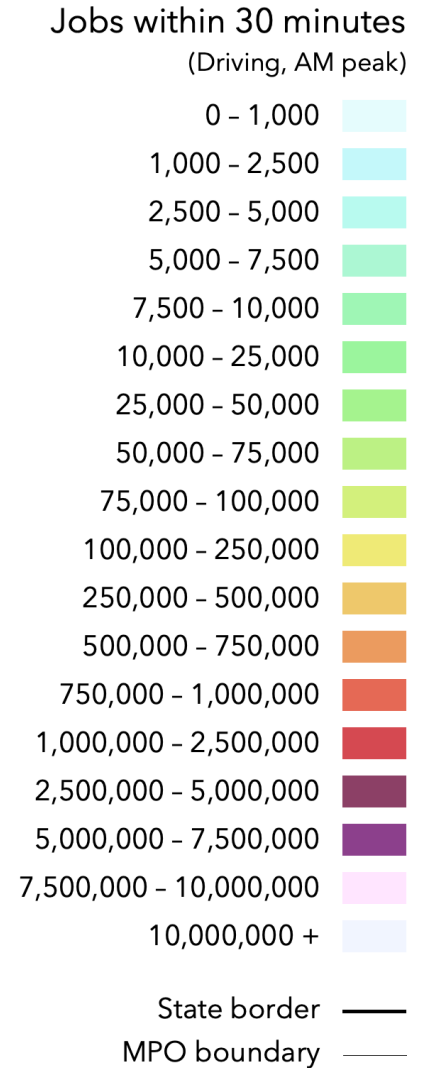 Jobs within 30 minutes
(Driving, AM peak)
0 – 1,000
1,000 – 2,500
2,500 – 5,000
5,000 – 7,500
7,500 – 10,000
10,000 – 25,000
25,000 – 50,000
50,000 – 75,000
75,000 – 100,000
100,000 – 250,000
250,000 – 500,000
500,000 – 750,000
750,000 – 1,000,000
1,000,000 – 2,500,000
2,500,000 – 5,000,000
5,000,000 – 7,500,000
7,500,000 – 10,000,000
10,000,000 +
State border
MPO boundary